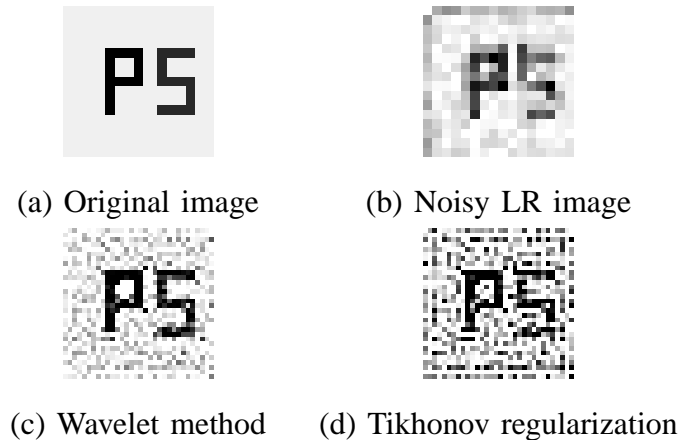 PS PS
(a) Original image (b) Noisy LR image
PS PS
(c) Wavelet method (d) Tikhonov regularization